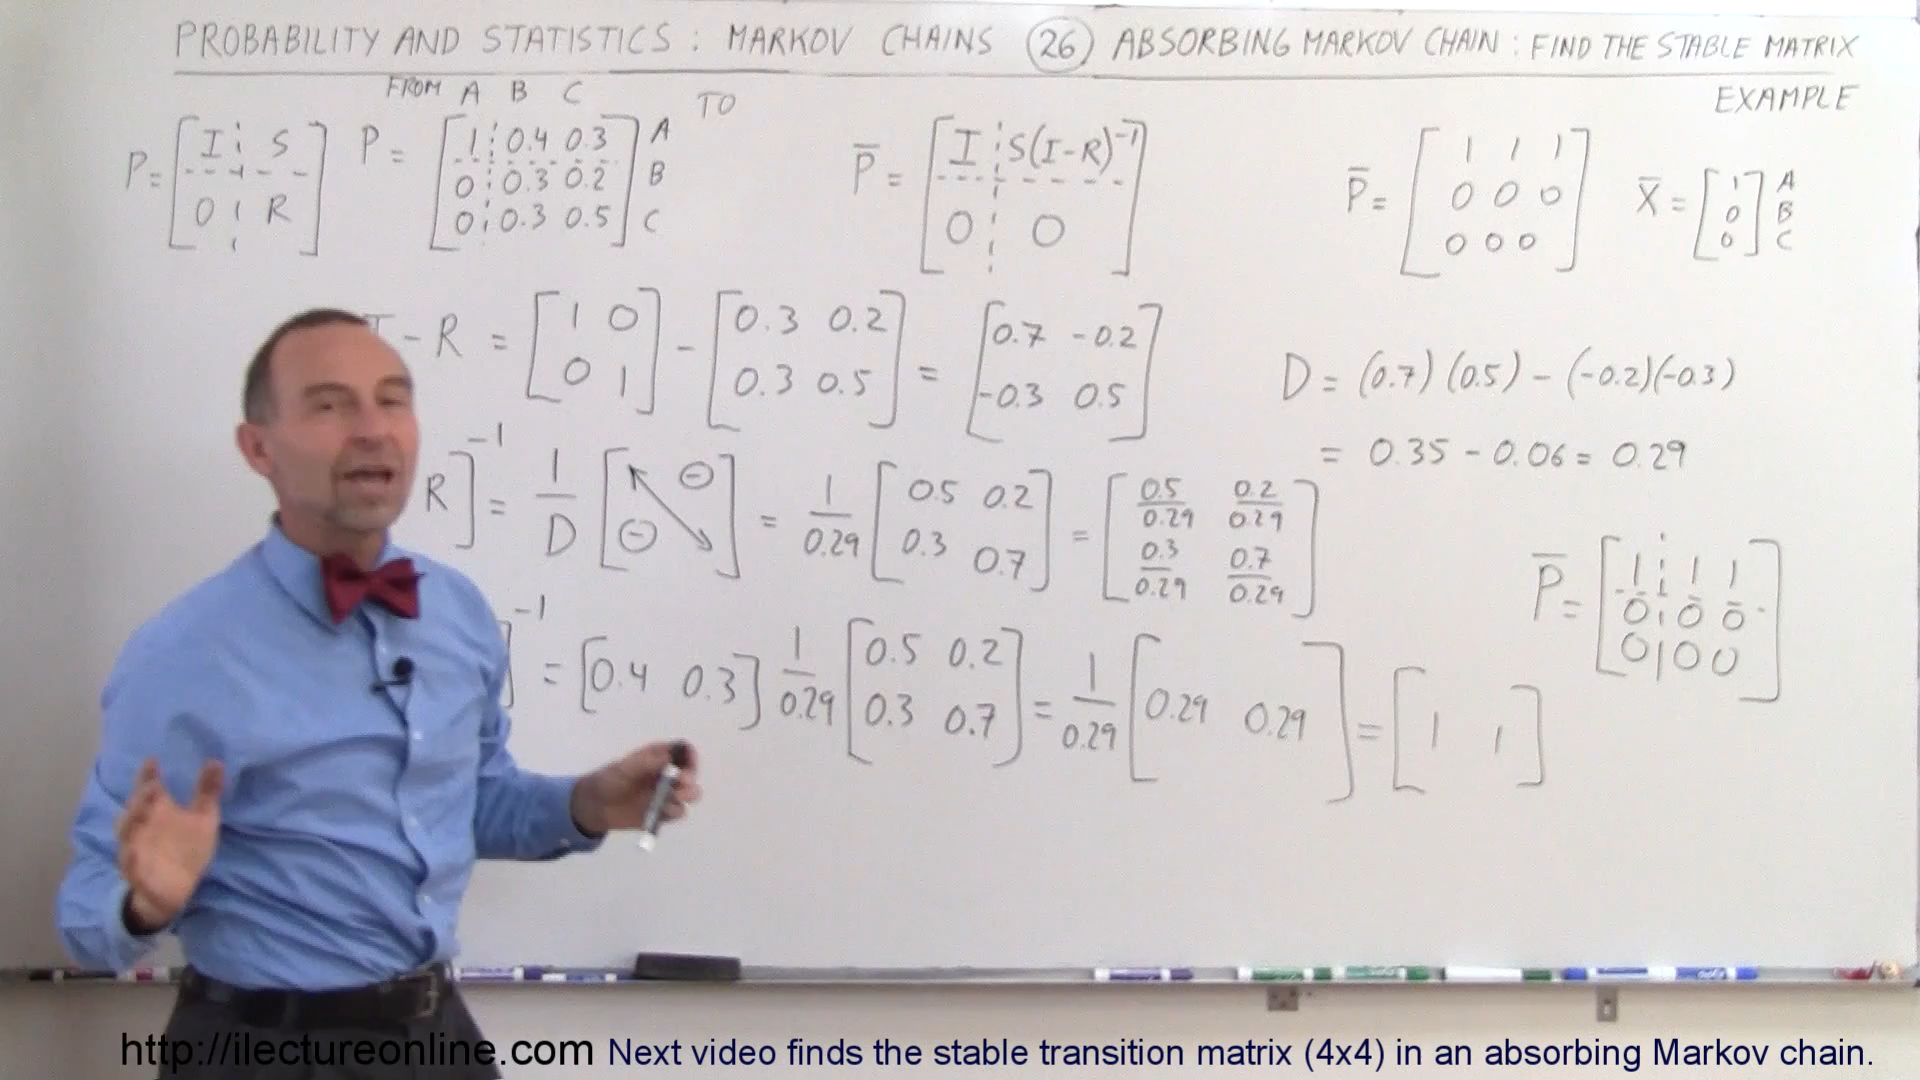 PROBABILITY AND STATISTICS : MARKOV CHAINS 26 ABSORBING MARKOV CHAIN : FIND THE STABLE MATRIX
EXAMPLE
FROM A B C TO
P = [ I S
0 R ]
P = [ 1 0.4 0.3 ] A
0 0.3 0.2 B
0 0.3 0.5 C
P̅ = [ I S(I-R)⁻¹
0 0 ]
P̅ = [ 1 1 1
0 0 0
0 0 0 ]
X̅ = [ 1 ] A
0 B
0 C
I - R = [ 1 0
0 1 ] - [ 0.3 0.2
0.3 0.5 ] = [ 0.7 -0.2
-0.3 0.5 ]
D = (0.7)(0.5) - (-0.2)(-0.3)
= 0.35 - 0.06 = 0.29
R]⁻¹ = 1/D [ ⊖
⊖ ] = 1/0.29 [ 0.5 0.2
0.3 0.7 ] = [ 0.5/0.29 0.2/0.29
0.3/0.29 0.7/0.29 ]
P̅ = [ 1 1 1
0 0 0
0 0 0 ]
]⁻¹ = [0.4 0.3] 1/0.29 [ 0.5 0.2
0.3 0.7 ] = 1/0.29 [ 0.29 0.29 ] = [ 1 1 ]
http://ilectureonline.com Next video finds the stable transition matrix (4x4) in an absorbing Markov chain.